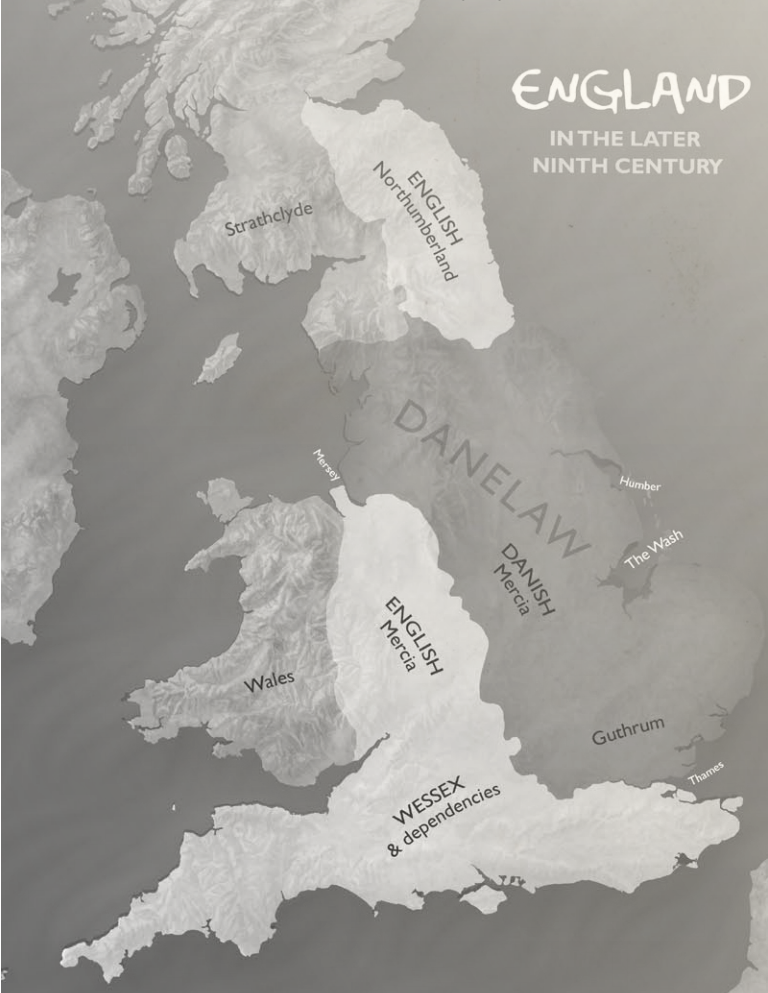 ENGLAND
IN THE LATER
NINTH CENTURY
ENGLISH
Northumberland
Strathclyde
DANELAW
Mersey
Humber
The Wash
DANISH
Mercia
ENGLISH
Mercia
Wales
Guthrum
Thames
WESSEX
& dependencies